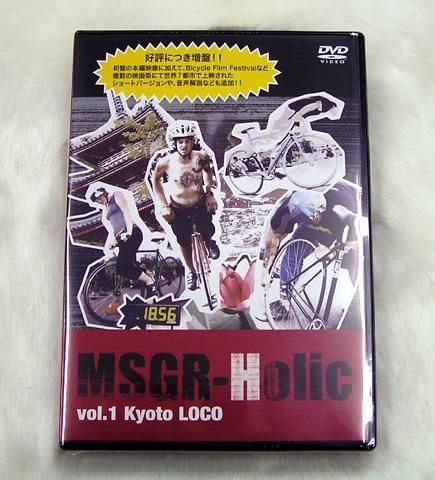 好評につき増盤!!
初盤の本編映像に加えて、Bicycle Film Festivalなど
複数の映画祭にて世界7都市で上映された
ショートバージョンや、音声解説なども追加!!
DVD
VIDEO
18:56
MSGR-Holic
vol.1 Kyoto LOCO